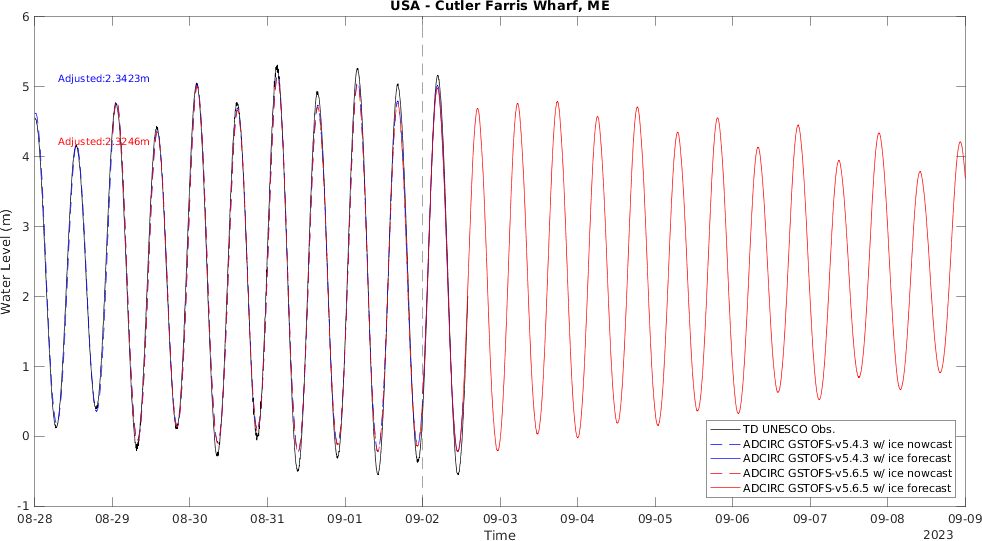 USA - Cutler Farris Wharf, ME
6
5
4
3
2
1
0
-1
Water Level (m)
Adjusted:2.3423m
Adjusted:2.3246m
TD UNESCO Obs.
ADCIRC GSTOFS-v5.4.3 w/ ice nowcast
ADCIRC GSTOFS-v5.4.3 w/ ice forecast
ADCIRC GSTOFS-v5.6.5 w/ ice nowcast
ADCIRC GSTOFS-v5.6.5 w/ ice forecast
08-28 08-29 08-30 08-31 09-01 09-02 09-03 09-04 09-05 09-06 09-07 09-08 09-09
Time
2023